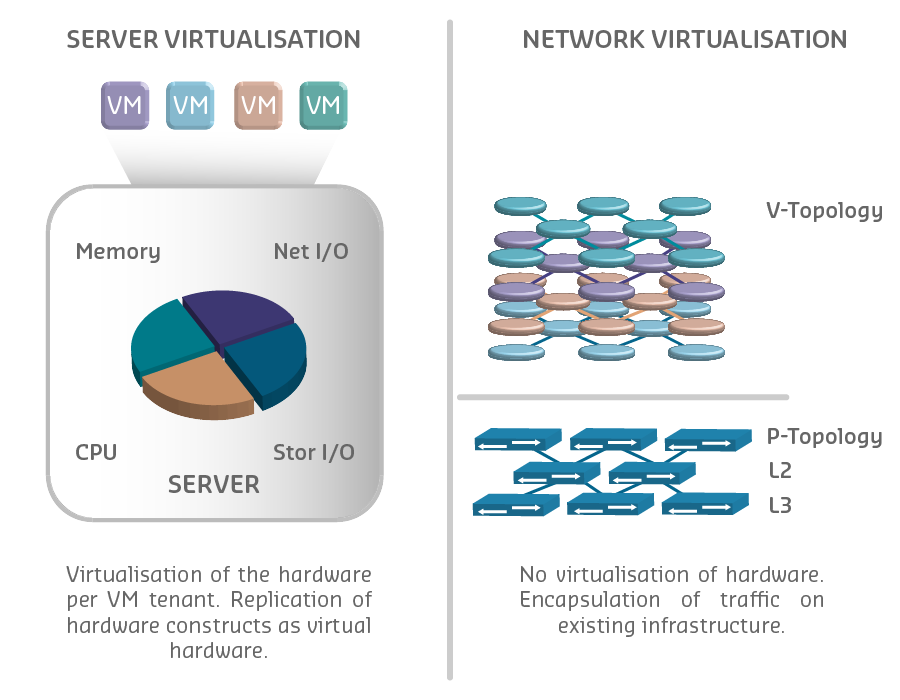 SERVER VIRTUALISATION
VM VM VM VM
Memory
Net I/O
CPU
Stor I/O
SERVER
Virtualisation of the hardware
per VM tenant. Replication of
hardware constructs as virtual
hardware.
NETWORK VIRTUALISATION
V-Topology
P-Topology
L2
L3
No virtualisation of hardware.
Encapsulation of traffic on
existing infrastructure.